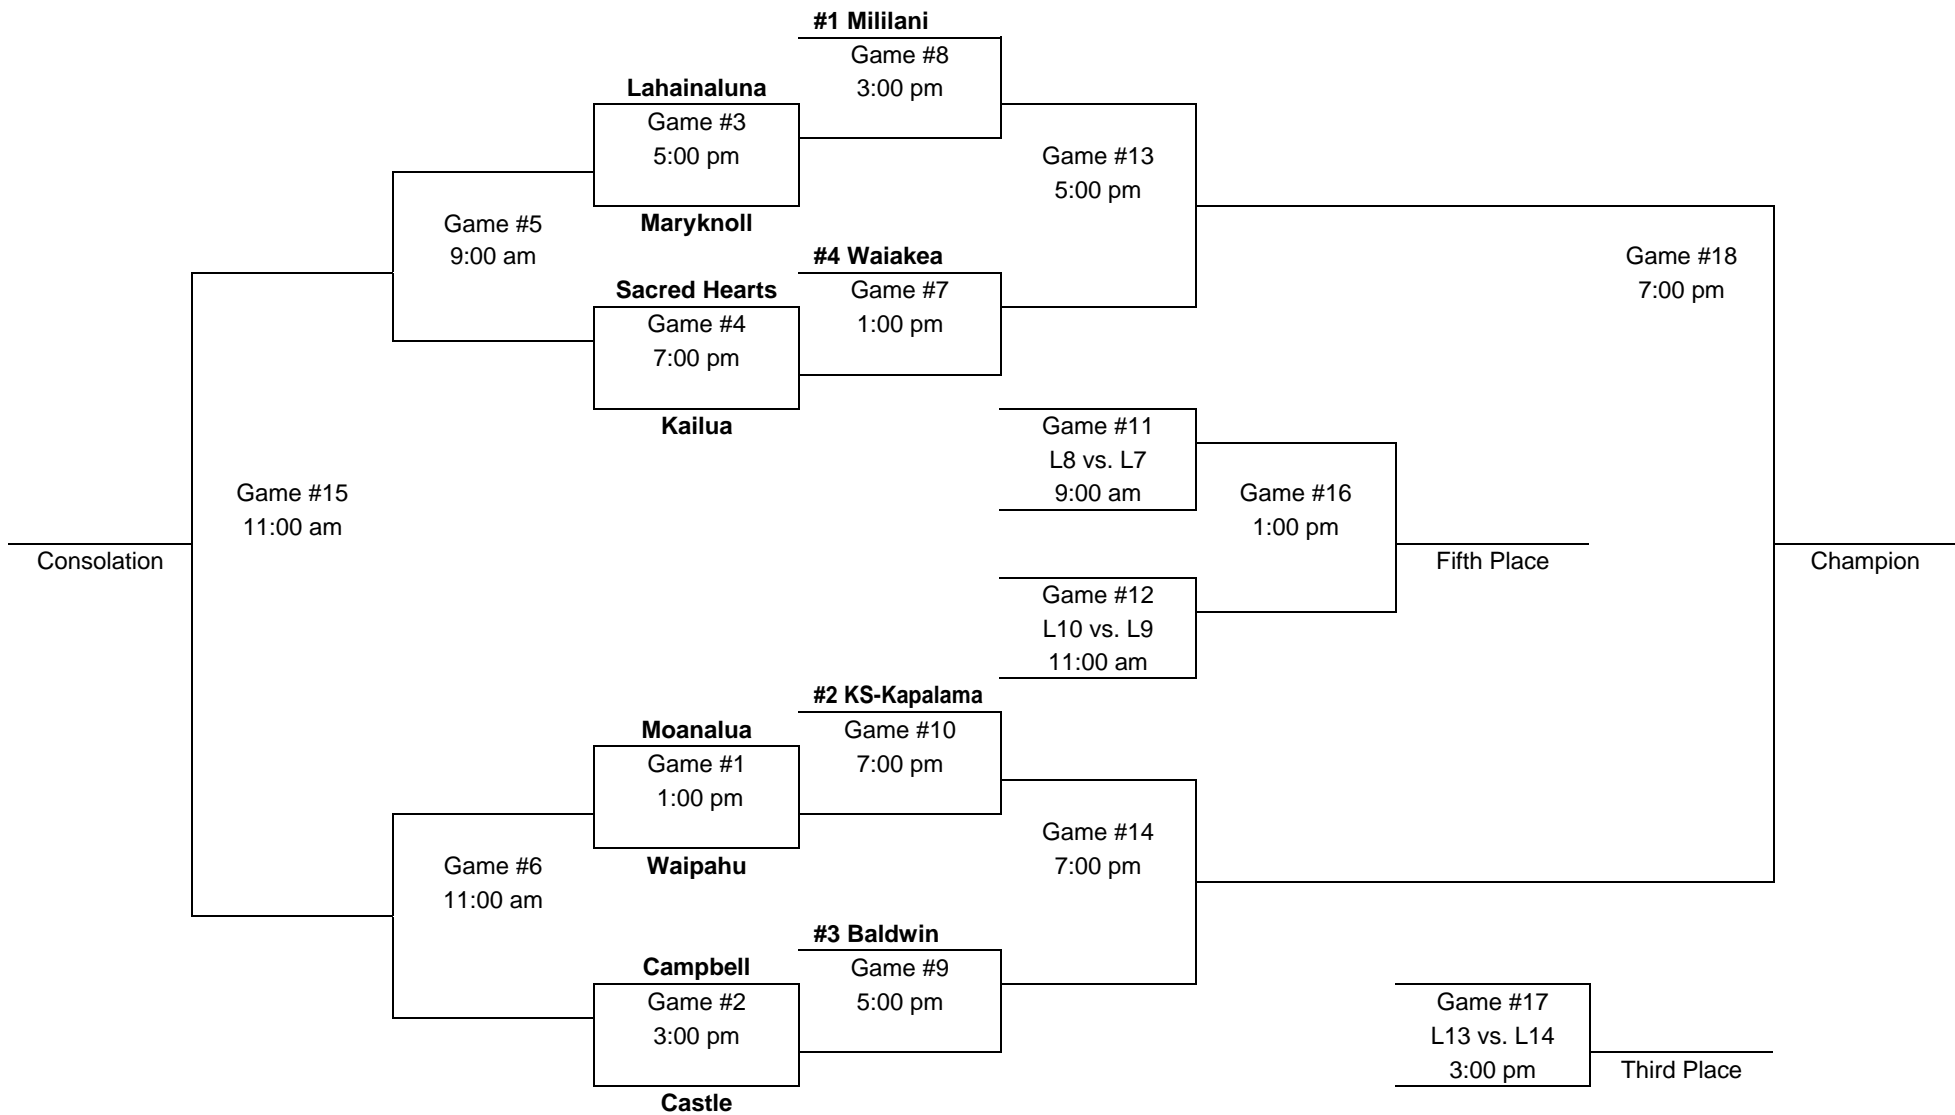 #1 Mililani
Game #8
3:00 pm
Lahainaluna
Game #3
5:00 pm
Maryknoll
Game #13
5:00 pm
Game #5
9:00 am
#4 Waiakea
Game #7
1:00 pm
Sacred Hearts
Game #4
7:00 pm
Kailua
Game #18
7:00 pm
Game #11
L8 vs. L7
9:00 am
Game #15
11:00 am
Game #16
1:00 pm
Consolation
Fifth Place
Champion
Game #12
L10 vs. L9
11:00 am
#2 KS-Kapalama
Game #10
7:00 pm
Moanalua
Game #1
1:00 pm
Waipahu
Game #14
7:00 pm
Game #6
11:00 am
#3 Baldwin
Game #9
5:00 pm
Campbell
Game #2
3:00 pm
Castle
Game #17
L13 vs. L14
3:00 pm
Third Place